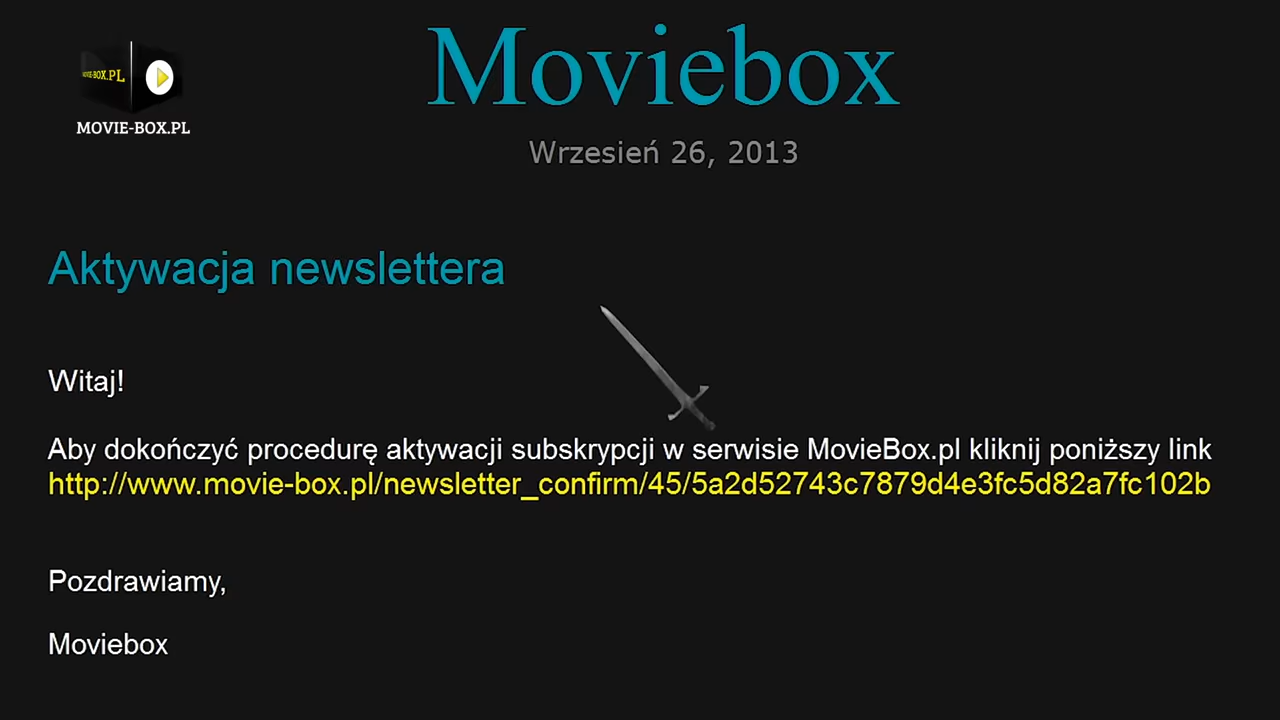 Moviebox
MOVIE-BOX.PL
MOVIE-BOX.PL
Wrzesień 26, 2013
Aktywacja newslettera
Witaj!
Aby dokończyć procedurę aktywacji subskrypcji w serwisie MovieBox.pl kliknij poniższy link
http://www.movie-box.pl/newsletter_confirm/45/5a2d52743c7879d4e3fc5d82a7fc102b
Pozdrawiamy,
Moviebox